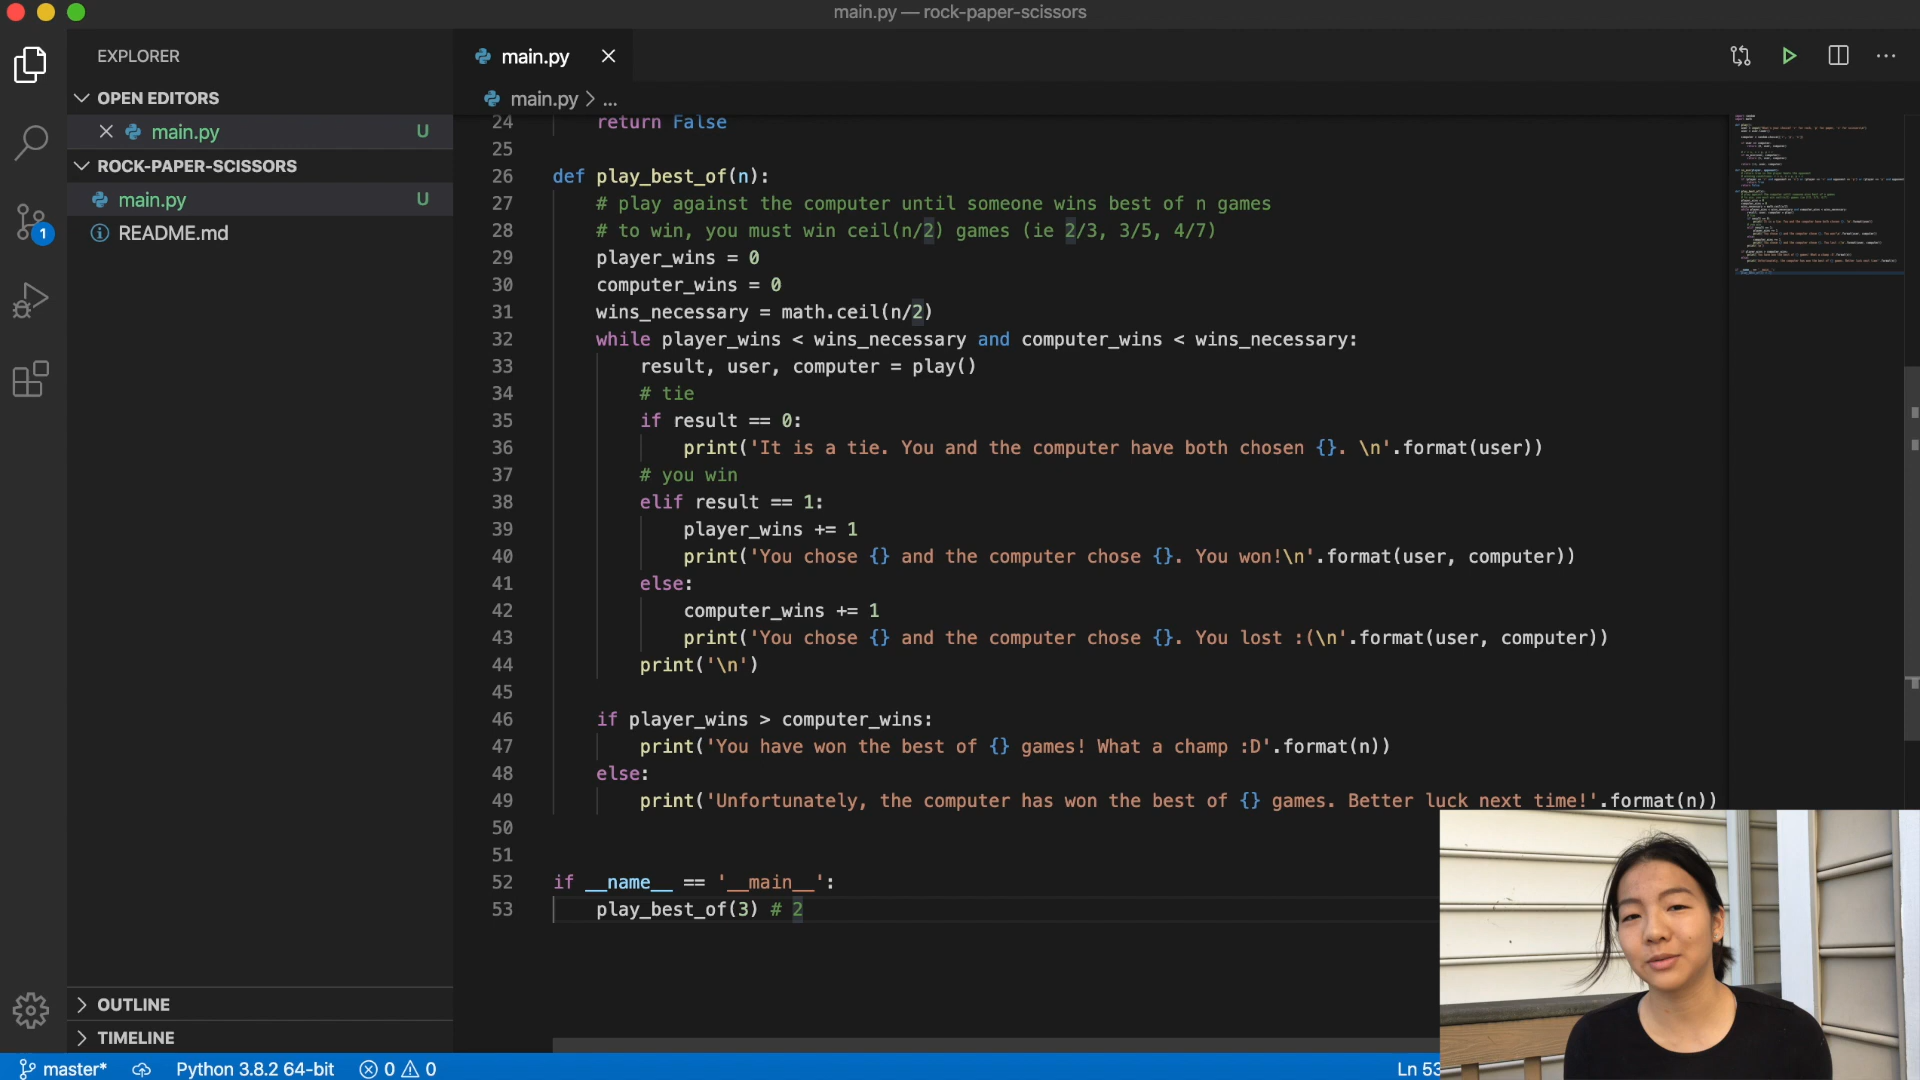 main.py — rock-paper-scissors
EXPLORER
OPEN EDITORS
main.py U
ROCK-PAPER-SCISSORS
main.py U
README.md
1
OUTLINE
TIMELINE
main.py
main.py > ...
24 return False
25
26 def play_best_of(n):
27 # play against the computer until someone wins best of n games
28 # to win, you must win ceil(n/2) games (ie 2/3, 3/5, 4/7)
29 player_wins = 0
30 computer_wins = 0
31 wins_necessary = math.ceil(n/2)
32 while player_wins < wins_necessary and computer_wins < wins_necessary:
33 result, user, computer = play()
34 # tie
35 if result == 0:
36 print('It is a tie. You and the computer have both chosen {}. \n'.format(user))
37 # you win
38 elif result == 1:
39 player_wins += 1
40 print('You chose {} and the computer chose {}. You won!\n'.format(user, computer))
41 else:
42 computer_wins += 1
43 print('You chose {} and the computer chose {}. You lost :(\n'.format(user, computer))
44 print('\n')
45
46 if player_wins > computer_wins:
47 print('You have won the best of {} games! What a champ :D'.format(n))
48 else:
49 print('Unfortunately, the computer has won the best of {} games. Better luck next time!'.format(n))
50
51
52 if __name__ == '__main__':
53 play_best_of(3) # 2
master* Python 3.8.2 64-bit 0 0 Ln 53